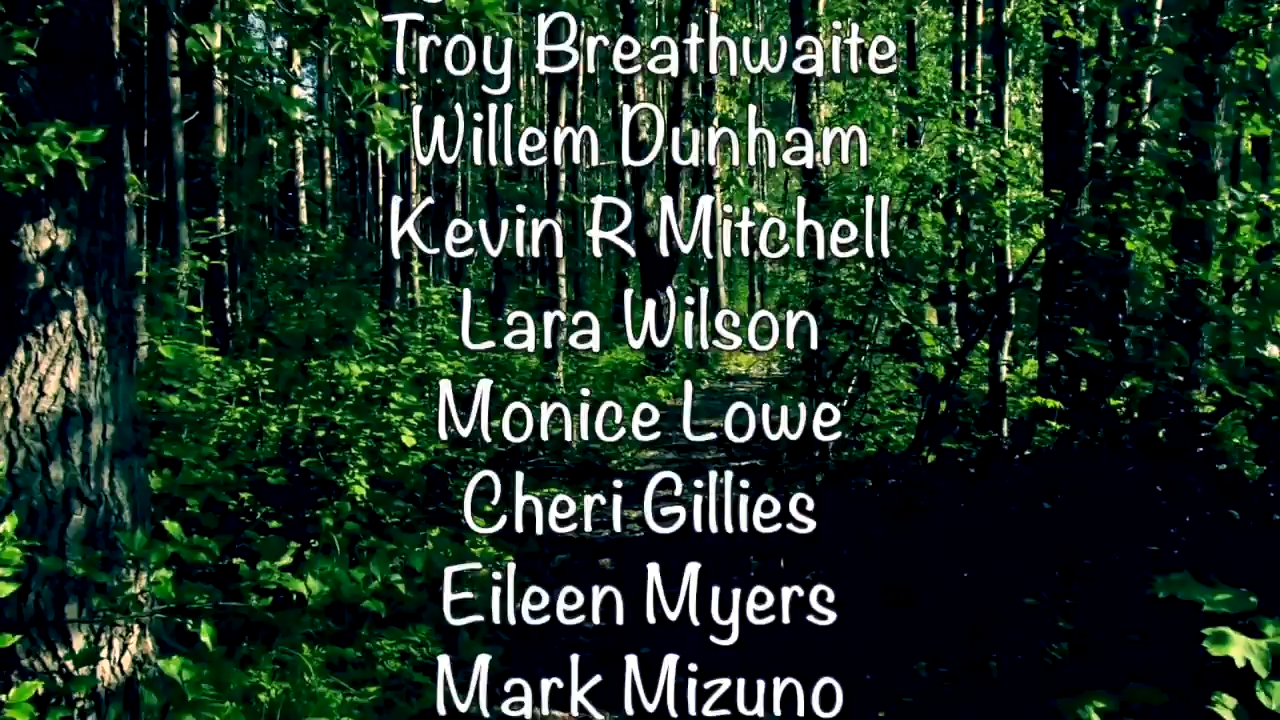 Troy Breathwaite
Willem Dunham
Kevin R Mitchell
Lara Wilson
Monice Lowe
Cheri Gillies
Eileen Myers
Mark Mizuno